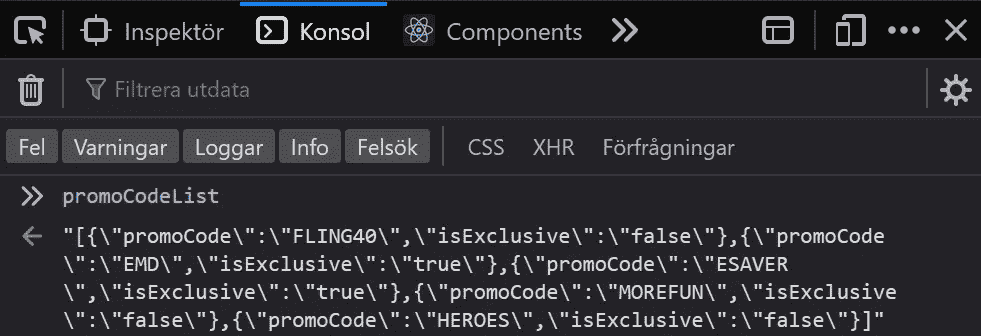 Inspektör Konsol Components
Filtrera utdata
Fel Varningar Loggar Info Felsök CSS XHR Förfrågningar
promoCodeList
"[{\"promoCode\":\"FLING40\",\"isExclusive\":\"false\"},{\"promoCode
\":\"EMD\",\"isExclusive\":\"true\"},{\"promoCode\":\"ESAVER
\",\"isExclusive\":\"true\"},{\"promoCode\":\"MOREFUN\",\"isExclusive
\":\"false\"},{\"promoCode\":\"HEROES\",\"isExclusive\":\"false\"}]"